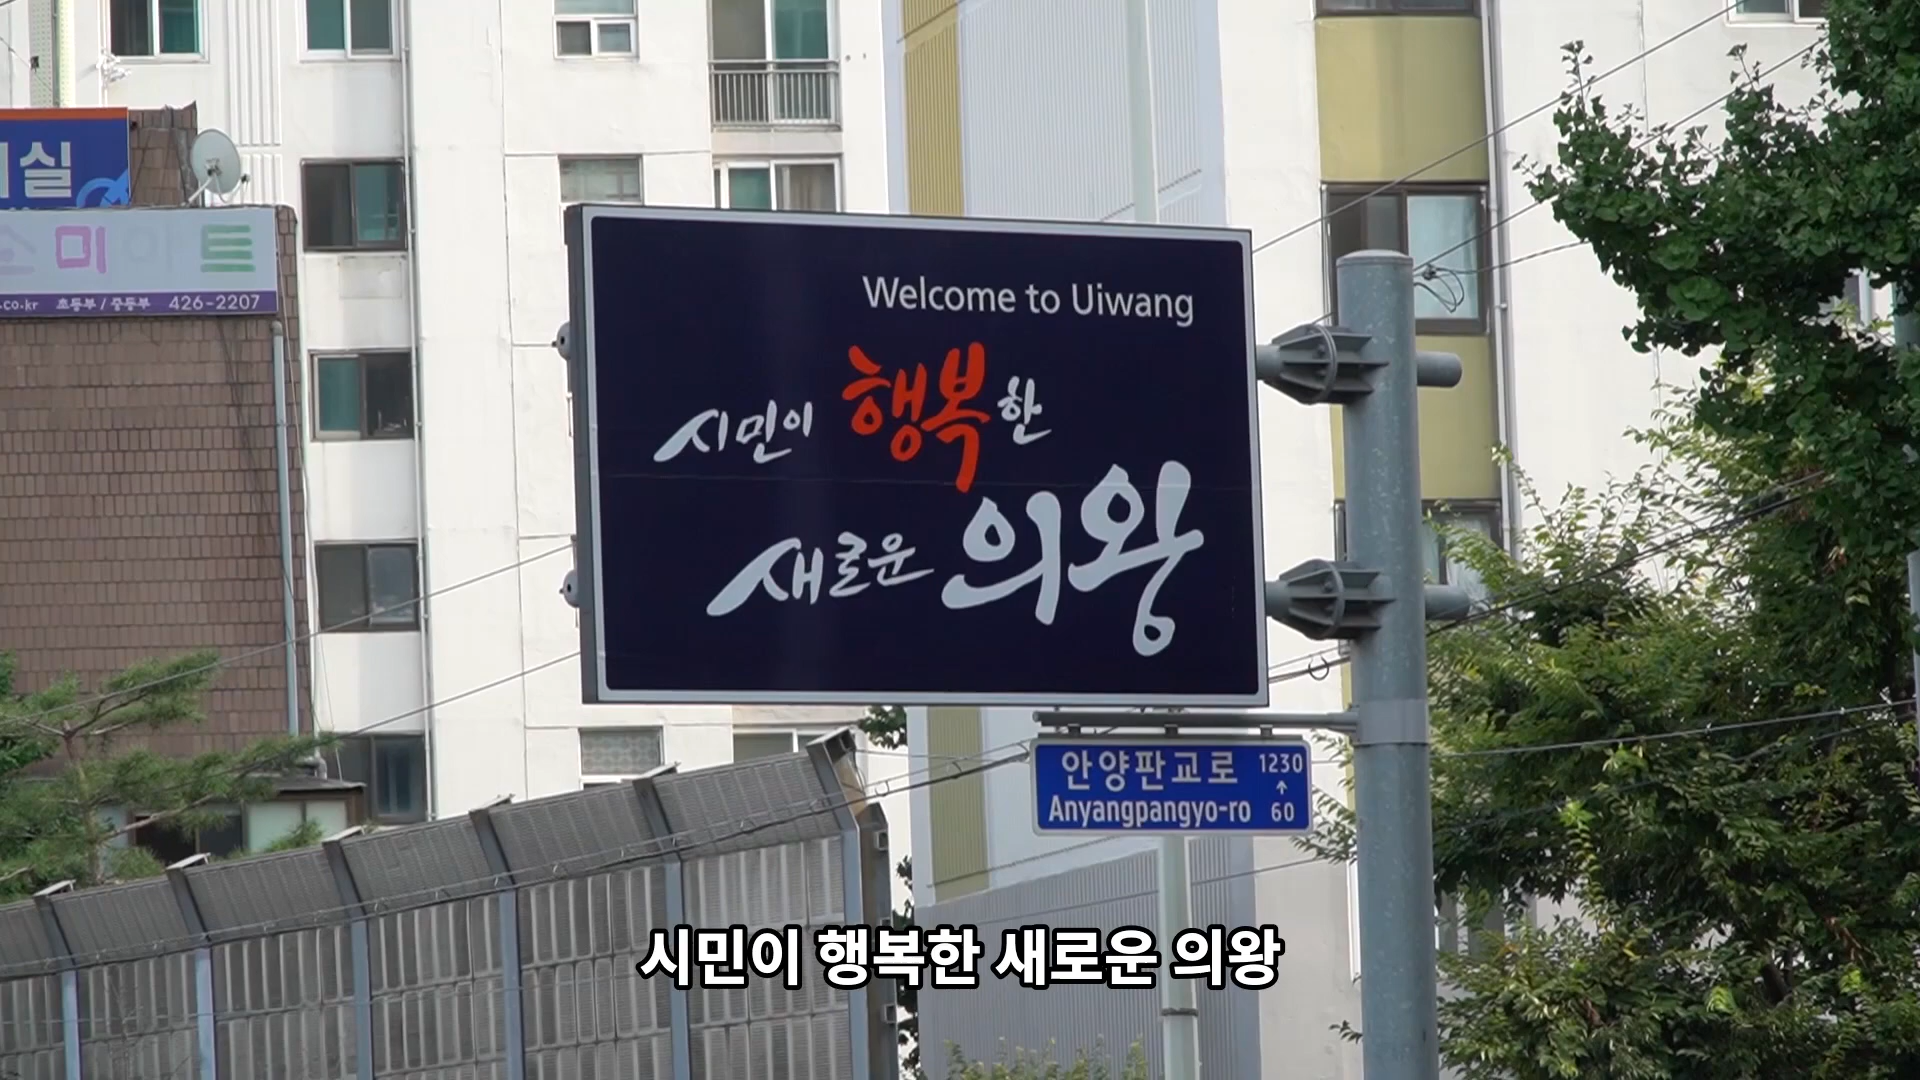 실
미 트
.co.kr 초등부 / 중등부 426-2207
Welcome to Uiwang
시민이 행복한
새로운 의왕
안양판교로 1230
↑
Anyangpangyo-ro 60
시민이 행복한 새로운 의왕